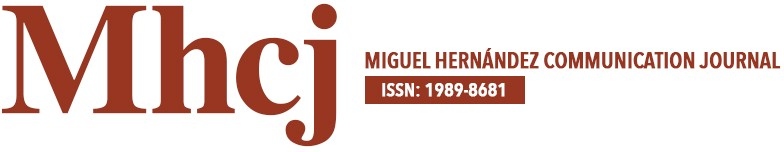 Mhcj
MIGUEL HERNÁNDEZ COMMUNICATION JOURNAL
ISSN: 1989-8681